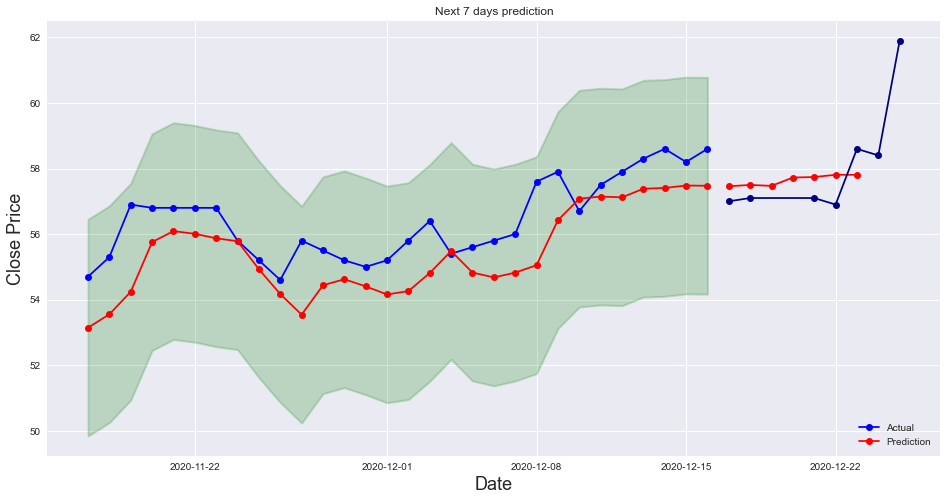 Next 7 days prediction
Close Price
62
60
58
56
54
52
50
Actual
Prediction
2020-11-22
2020-12-01
2020-12-08
2020-12-15
2020-12-22
Date